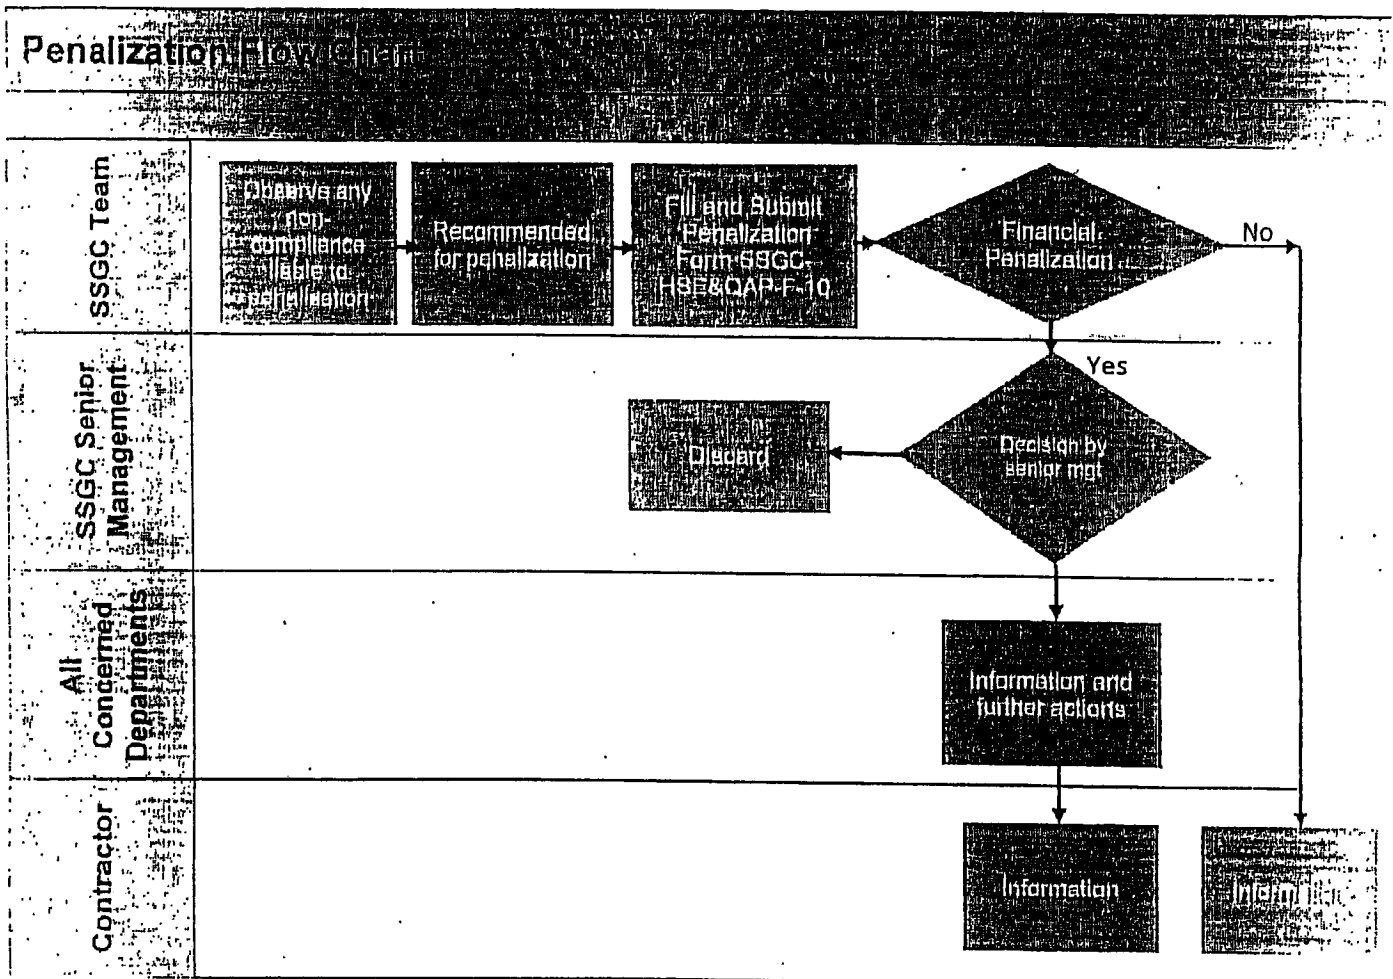 Penalization Flow Chart
SSGC Team
Observe any
non-
compliance
liable to
penalization
Recommended
for penalization
Fill and Submit
Penalization
Form-SSGC-
HSE&QAP-F-10
Financial
Penalization
No
SSGC Senior
Management
Yes
Discard
Decision by
senior mgt
All
Concerned
Departments
Information and
further actions
Contractor
Information